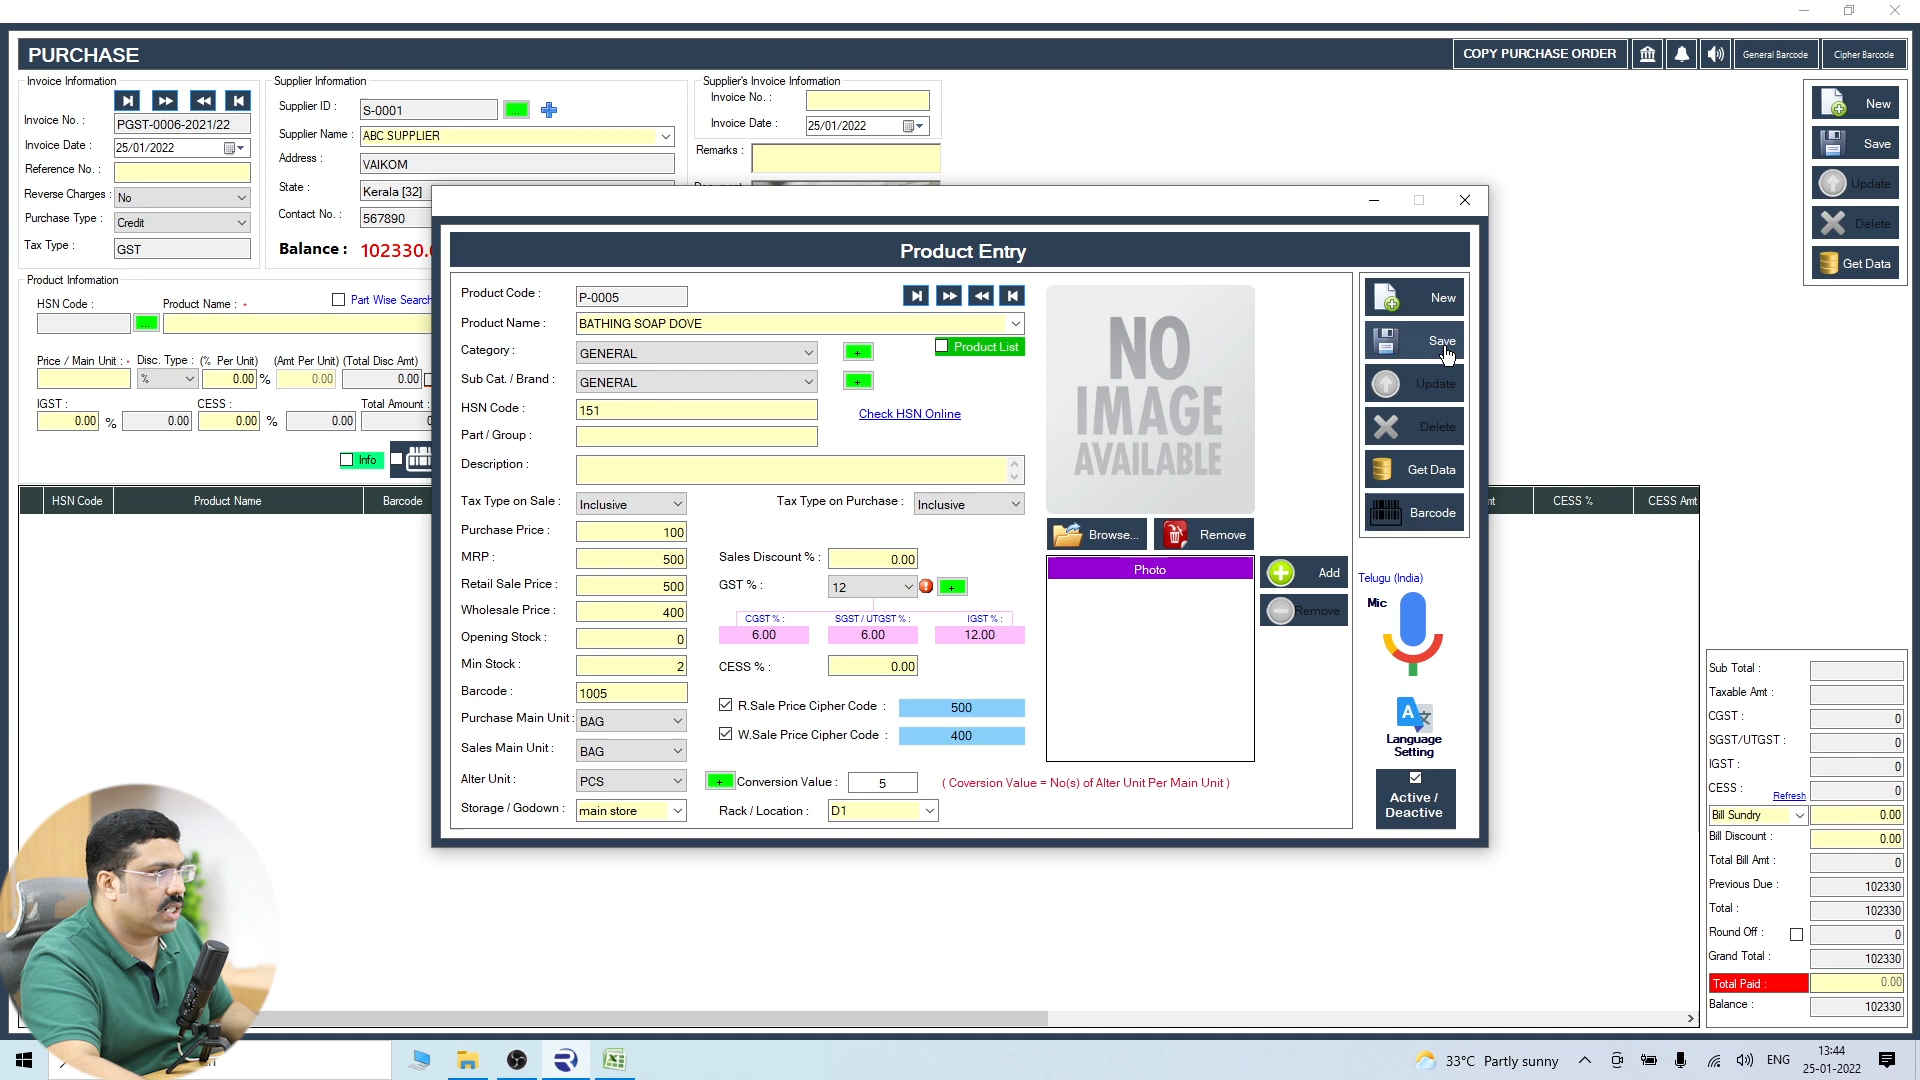 PURCHASE
COPY PURCHASE ORDER
General Barcode
Cipher Barcode
Invoice Information
Invoice No. :
PGST-0006-2021/22
Invoice Date :
25/01/2022
Reference No. :
Reverse Charges :
No
Purchase Type :
Credit
Tax Type :
GST
Supplier Information
Supplier ID :
S-0001
Supplier Name :
ABC SUPPLIER
Address :
VAIKOM
State :
Kerala [32]
Contact No. :
567890
Balance :
Supplier's Invoice Information
Invoice No. :
Invoice Date :
25/01/2022
Remarks :
New
Save
Update
Delete
Get Data
Product Information
HSN Code :
Product Name : *
Part Wise Search
Price / Main Unit : *
Disc. Type :
(% Per Unit)
(Amt Per Unit)
(Total Disc Amt)
%
0.00 %
0.00
0.00
IGST :
CESS :
Total Amount :
0.00 %
0.00
0.00 %
0.00
Info
HSN Code
Product Name
Barcode
CESS %
CESS Amt
Product Entry
Product Code :
P-0005
Product Name :
BATHING SOAP DOVE
Category :
GENERAL
+
Product List
Sub Cat. / Brand :
GENERAL
+
HSN Code :
151
Check HSN Online
Part / Group :
Description :
Tax Type on Sale :
Inclusive
Tax Type on Purchase :
Inclusive
Purchase Price :
100
MRP :
500
Sales Discount % :
0.00
Retail Sale Price :
500
GST % :
12
+
Wholesale Price :
400
CGST % :
SGST / UTGST % :
IGST % :
6.00
6.00
12.00
Opening Stock :
0
Min Stock :
2
CESS % :
0.00
Barcode :
1005
R.Sale Price Cipher Code :
500
Purchase Main Unit :
BAG
W.Sale Price Cipher Code :
400
Sales Main Unit :
BAG
Alter Unit :
PCS
+
Conversion Value :
5
( Coversion Value = No(s) of Alter Unit Per Main Unit )
Storage / Godown :
main store
Rack / Location :
D1
NO
IMAGE
AVAILABLE
Browse...
Remove
Photo
Add
Remove
New
Save
Update
Delete
Get Data
Barcode
Telugu (India)
Mic
A
Language
Setting
Active /
Deactive
Sub Total :
Taxable Amt :
CGST :
0
SGST/UTGST :
0
IGST :
0
CESS :
Refresh
0
Bill Sundry
0.00
Bill Discount :
0.00
Total Bill Amt :
0
Previous Due :
102330
Total :
102330
Round Off :
0
Grand Total :
102330
Total Paid :
0.00
Balance :
102330
33°C Partly sunny
ENG
13:44
25-01-2022